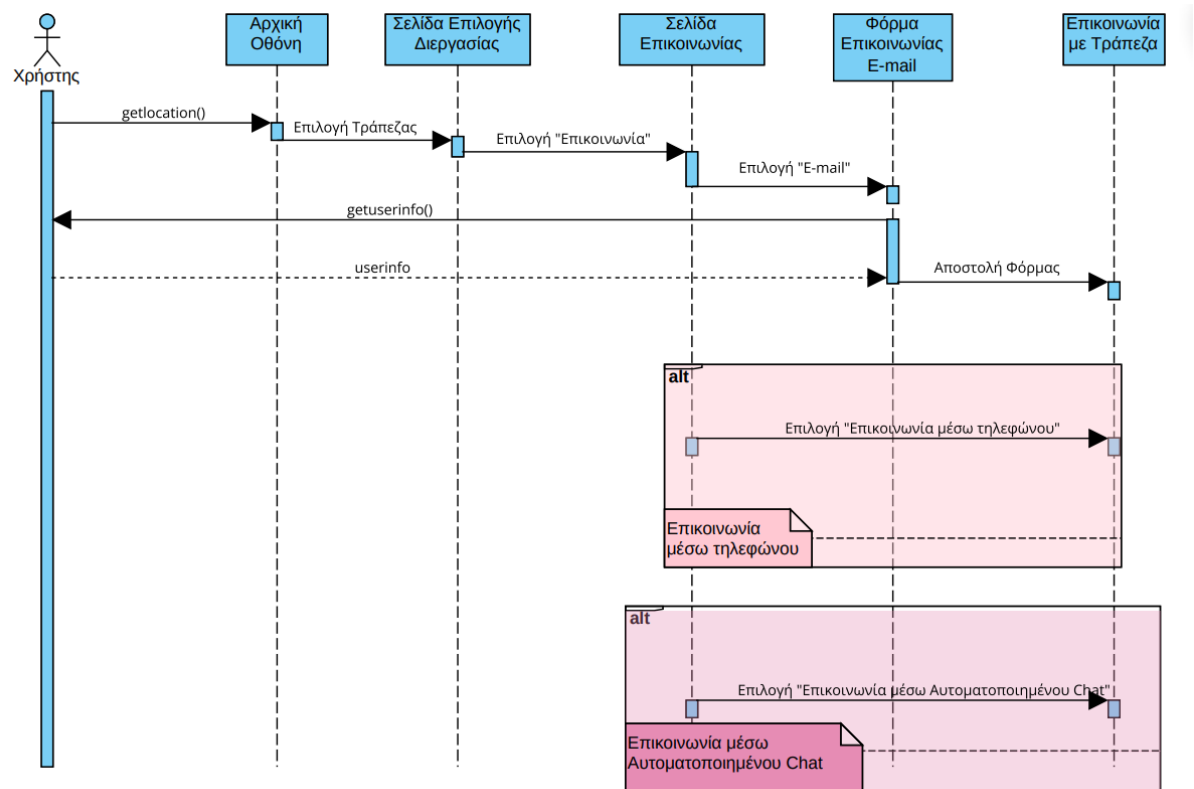 Χρήστης
Αρχική
Οθόνη
Σελίδα Επιλογής
Διεργασίας
Σελίδα
Επικοινωνίας
Φόρμα
Επικοινωνίας
E-mail
Επικοινωνία
με Τράπεζα
getlocation()
Επιλογή Τράπεζας
Επιλογή "Επικοινωνία"
Επιλογή "E-mail"
getuserinfo()
userinfo
Αποστολή Φόρμας
alt
Επιλογή "Επικοινωνία μέσω τηλεφώνου"
Επικοινωνία
μέσω τηλεφώνου
alt
Επιλογή "Επικοινωνία μέσω Αυτοματοποιημένου Chat"
Επικοινωνία μέσω
Αυτοματοποιημένου Chat